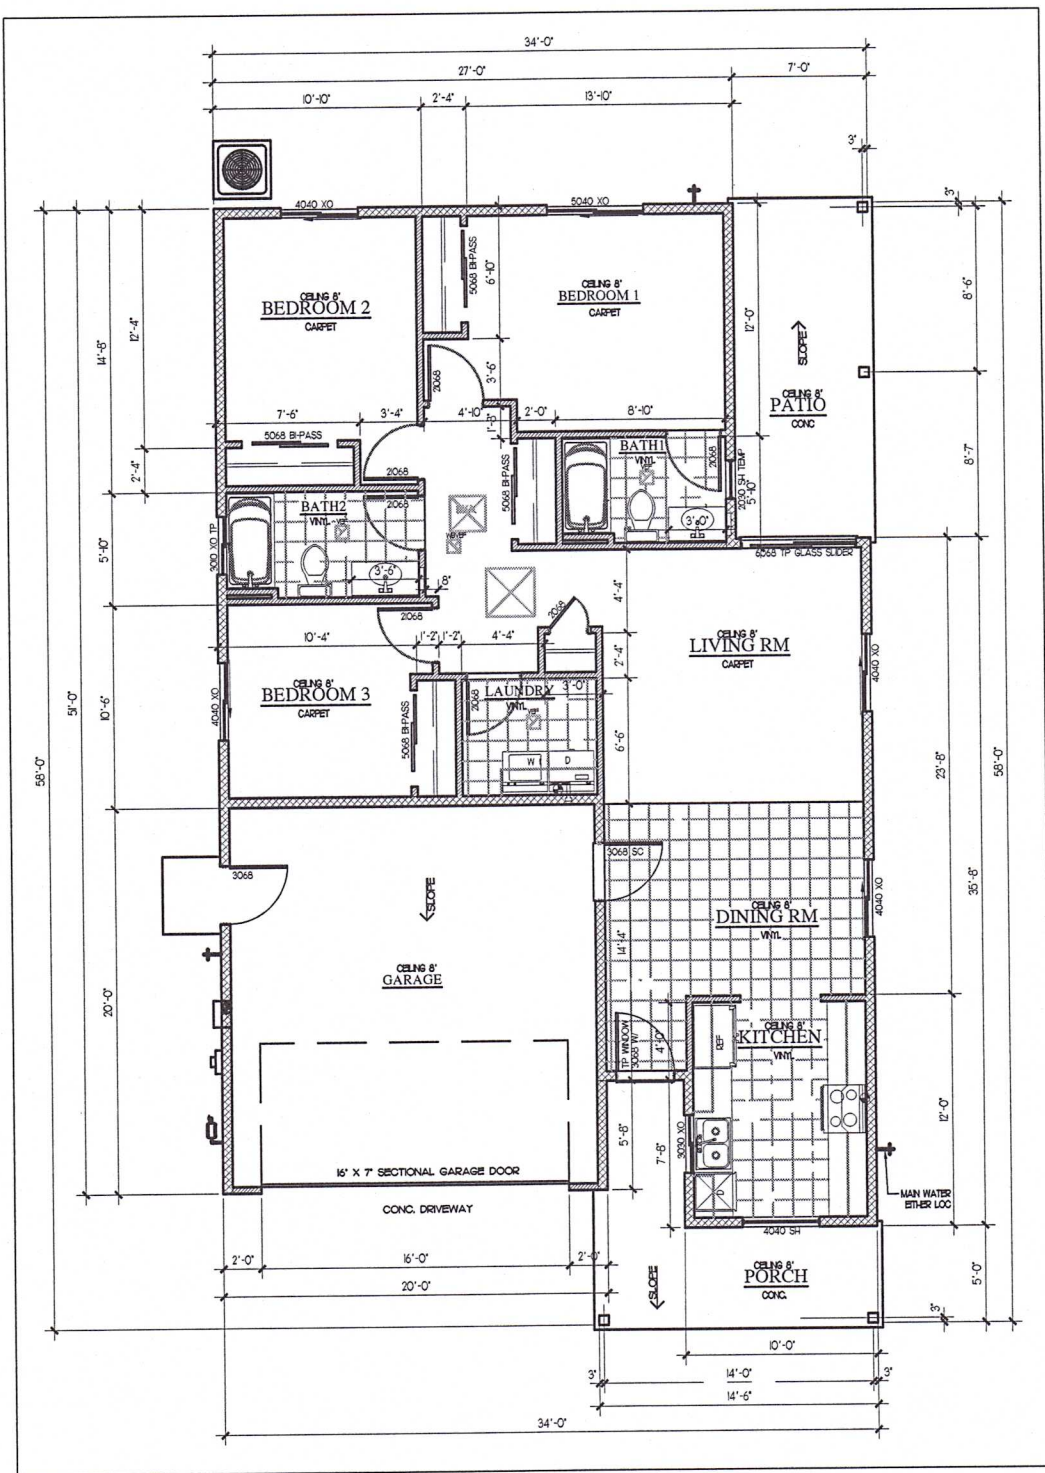 34'-0"
27'-0"
7'-0"
10'-10"
2'-4"
13'-10"
3"
3"
4040 XO
5040 XO
5068 BI-PASS
6'-10"
CEILING 8'
BEDROOM 2
CARPET
CEILING 8'
BEDROOM 1
CARPET
12'-0"
8'-6"
SLOPE
CEILING 8'
PATIO
CONC
12'-4"
14'-8"
2068
3'-6"
7'-6"
3'-4"
4'-10"
1'-8"
2'-0"
8'-10"
5068 BI-PASS
2'-4"
2068
2068
5068 BI-PASS
BATH1
VINYL
2068
2030 SH TEMP
5'-10"
8'-7"
BATH2
VINYL
3'-0"
3010 XO TP
5'-10"
3'-6"
8"
6068 TP GLASS SLIDER
4'-4"
2068
2068
10'-4"
1'-2"
1'-2"
4'-4"
2'-4"
CEILING 8'
LIVING RM
CARPET
4040 XO
CEILING 8'
BEDROOM 3
CARPET
4040 XO
10'-6"
51'-0"
58'-0"
5068 BI-PASS
2068
LAUNDRY
VINYL
3'-0"
6'-6"
W
D
23'-8"
58'-0"
35'-8"
3068
3068 SC
SLOPE
CEILING 8'
DINING RM
VINYL
4040 XO
14'-4"
CEILING 8'
GARAGE
20'-0"
TP WINDOW
3068 W/
4'-0"
REF
CEILING 8'
KITCHEN
VINYL
12'-0"
5'-8"
7'-8"
3030 XO
D
16' X 7' SECTIONAL GARAGE DOOR
CONC. DRIVEWAY
MAIN WATER
EITHER LOC
4040 SH
2'-0"
16'-0"
2'-0"
20'-0"
SLOPE
CEILING 8'
PORCH
CONC.
5'-0"
3"
10'-0"
3"
14'-0"
3"
14'-6"
34'-0"